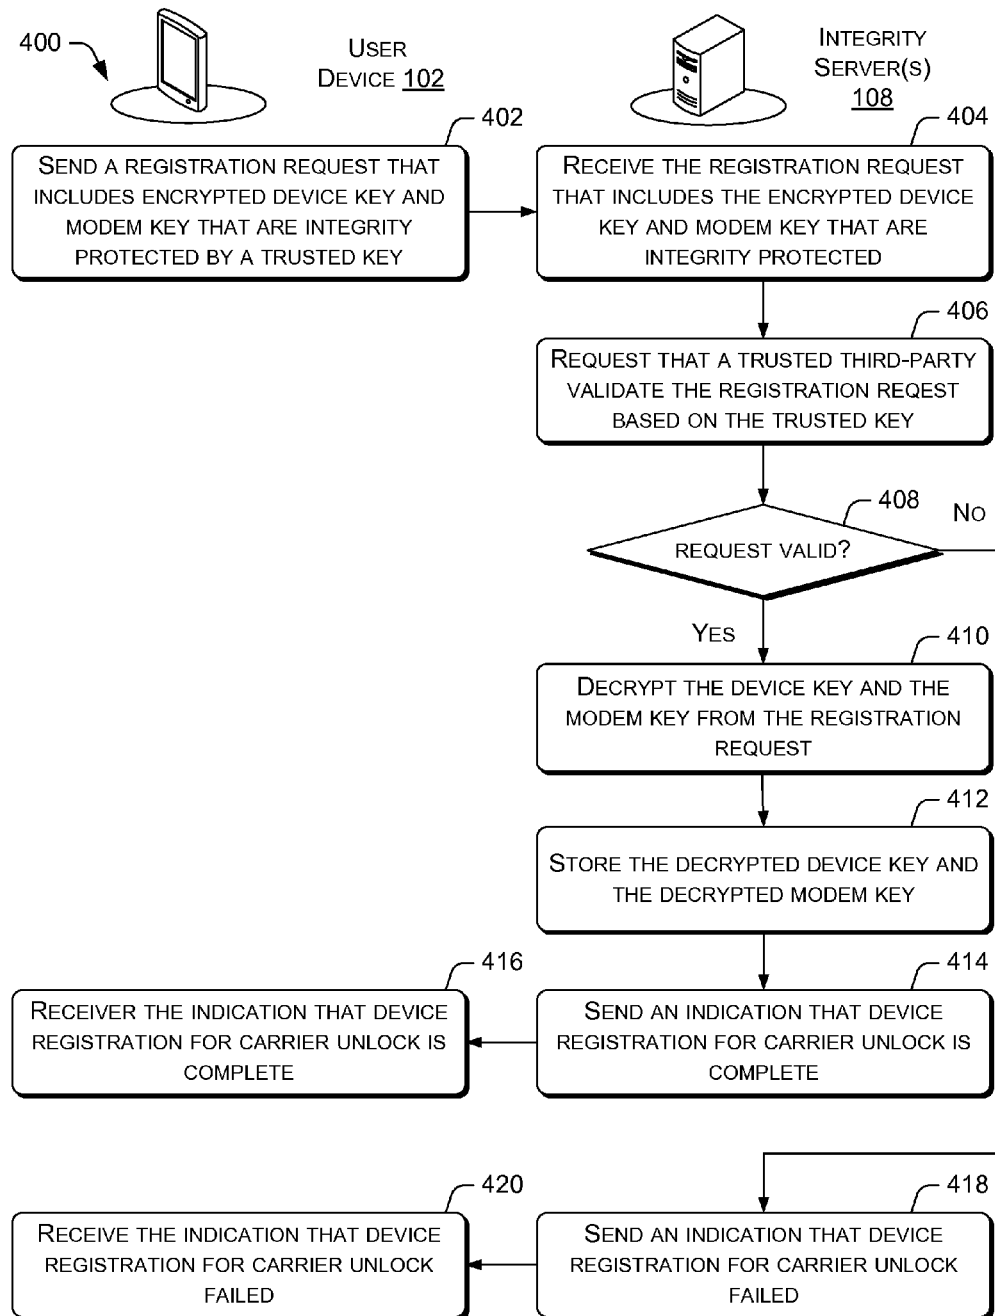 400
USER
DEVICE 102
INTEGRITY
SERVER(S)
108
402
SEND A REGISTRATION REQUEST THAT
INCLUDES ENCRYPTED DEVICE KEY AND
MODEM KEY THAT ARE INTEGRITY
PROTECTED BY A TRUSTED KEY
404
RECEIVE THE REGISTRATION REQUEST
THAT INCLUDES THE ENCRYPTED DEVICE
KEY AND MODEM KEY THAT ARE
INTEGRITY PROTECTED
406
REQUEST THAT A TRUSTED THIRD-PARTY
VALIDATE THE REGISTRATION REQEST
BASED ON THE TRUSTED KEY
408
REQUEST VALID?
NO
YES
410
DECRYPT THE DEVICE KEY AND THE
MODEM KEY FROM THE REGISTRATION
REQUEST
412
STORE THE DECRYPTED DEVICE KEY AND
THE DECRYPTED MODEM KEY
414
SEND AN INDICATION THAT DEVICE
REGISTRATION FOR CARRIER UNLOCK IS
COMPLETE
416
RECEIVER THE INDICATION THAT DEVICE
REGISTRATION FOR CARRIER UNLOCK IS
COMPLETE
418
SEND AN INDICATION THAT DEVICE
REGISTRATION FOR CARRIER UNLOCK
FAILED
420
RECEIVE THE INDICATION THAT DEVICE
REGISTRATION FOR CARRIER UNLOCK
FAILED